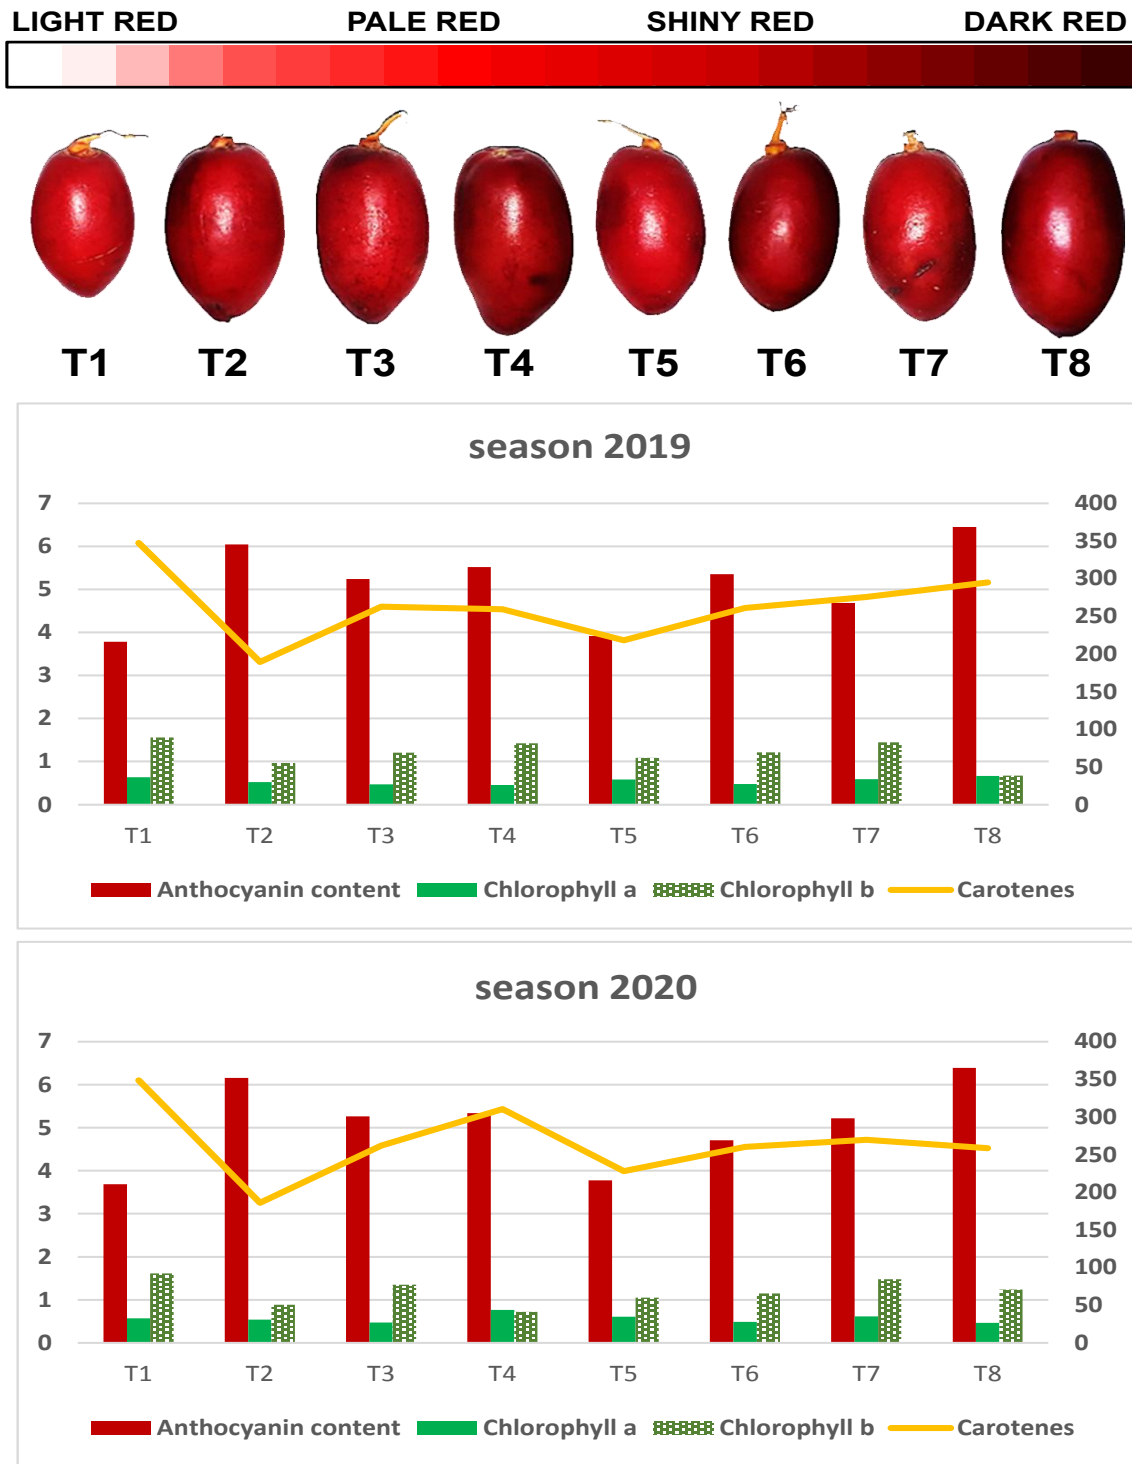 LIGHT RED PALE RED SHINY RED DARK RED
T1 T2 T3 T4 T5 T6 T7 T8
season 2019
7 400
6 350
5 300
4 250
3 200
2 150
1 100
0 50
0
T1 T2 T3 T4 T5 T6 T7 T8
Anthocyanin content Chlorophyll a Chlorophyll b Carotenes
season 2020
7 400
6 350
5 300
4 250
3 200
2 150
1 100
0 50
0
T1 T2 T3 T4 T5 T6 T7 T8
Anthocyanin content Chlorophyll a Chlorophyll b Carotenes